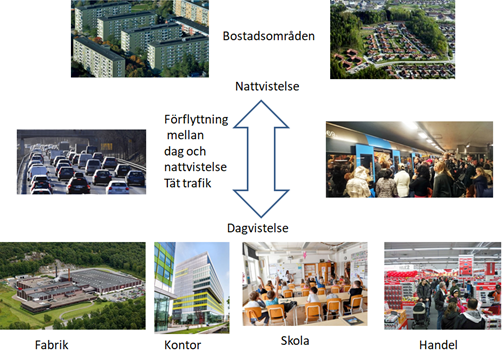 Bostadsområden
Nattvistelse
Förflyttning
mellan
dag och
nattvistelse
Tät trafik
Dagvistelse
Fabrik
Kontor
Skola
Handel